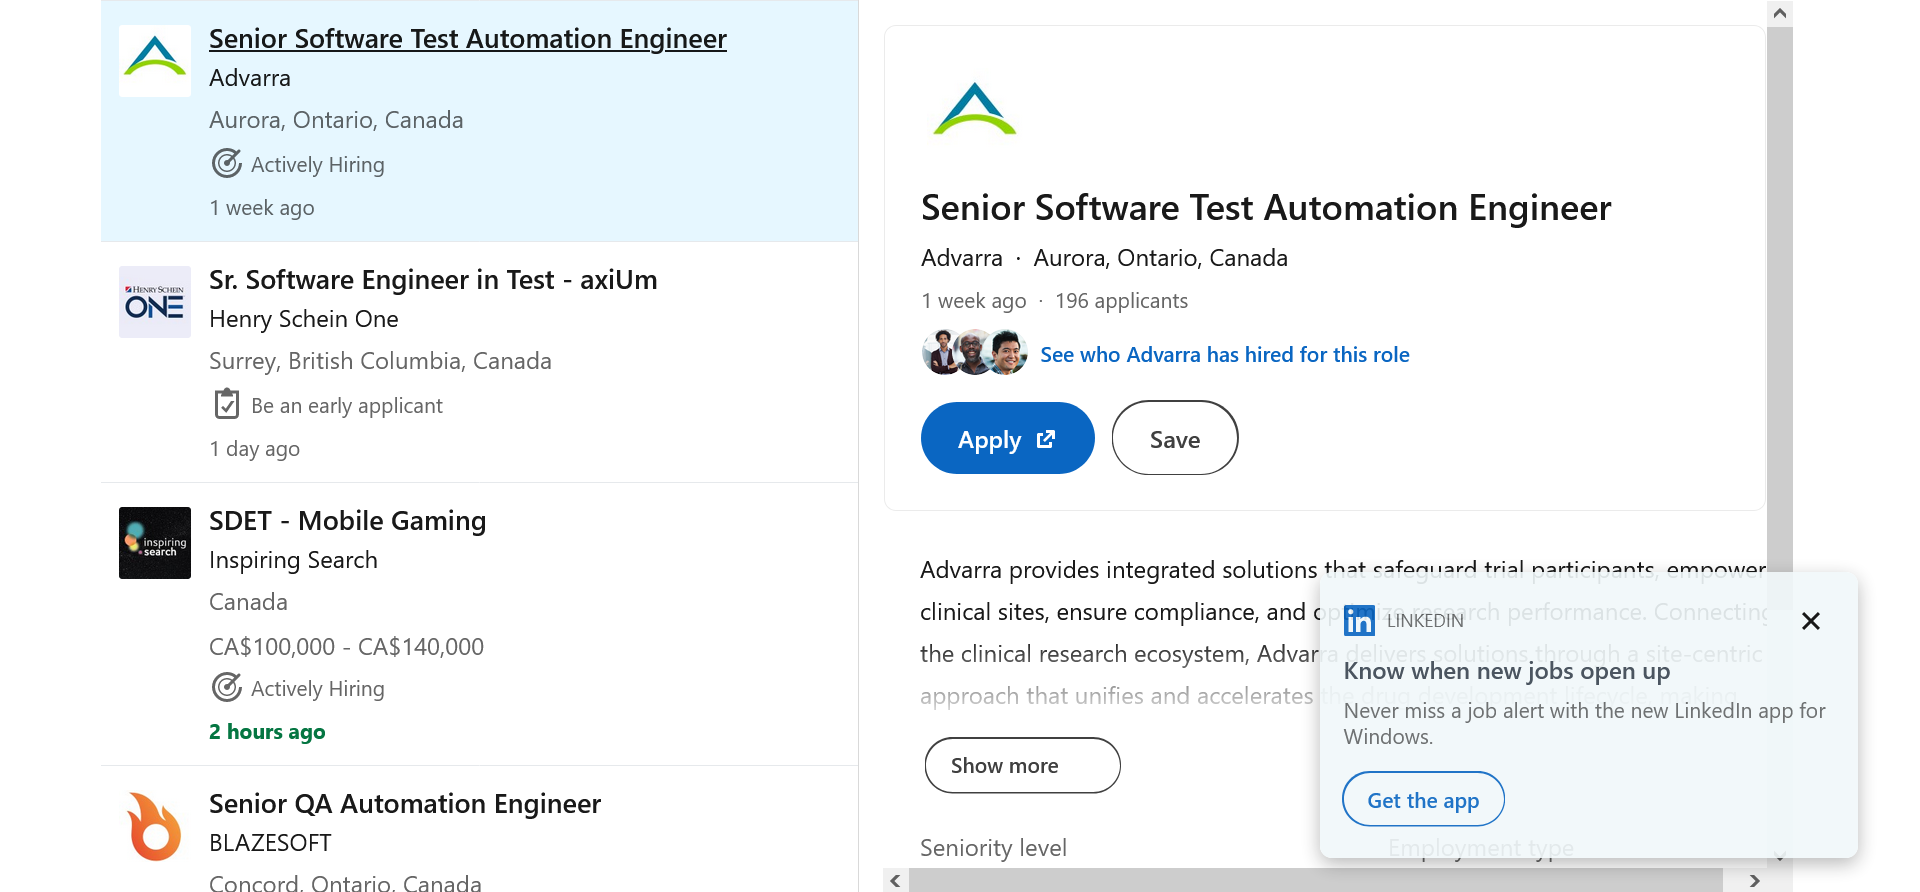 Senior Software Test Automation Engineer
Advarra
Aurora, Ontario, Canada
Actively Hiring
1 week ago
HENRY SCHEIN
ONE
Sr. Software Engineer in Test - axiUm
Henry Schein One
Surrey, British Columbia, Canada
Be an early applicant
1 day ago
inspiring
search
SDET - Mobile Gaming
Inspiring Search
Canada
CA$100,000 - CA$140,000
Actively Hiring
2 hours ago
Senior QA Automation Engineer
BLAZESOFT
Concord, Ontario, Canada
Senior Software Test Automation Engineer
Advarra · Aurora, Ontario, Canada
1 week ago · 196 applicants
See who Advarra has hired for this role
Apply
Save
Advarra provides integrated solutions that safeguard trial participants, empower
clinical sites, ensure compliance, and optimize research performance. Connecting
the clinical research ecosystem, Advarra delivers solutions through a site-centric
approach that unifies and accelerates the drug development lifecycle, making
Show more
Seniority level
Employment type
in LINKEDIN
Know when new jobs open up
Never miss a job alert with the new LinkedIn app for
Windows.
Get the app